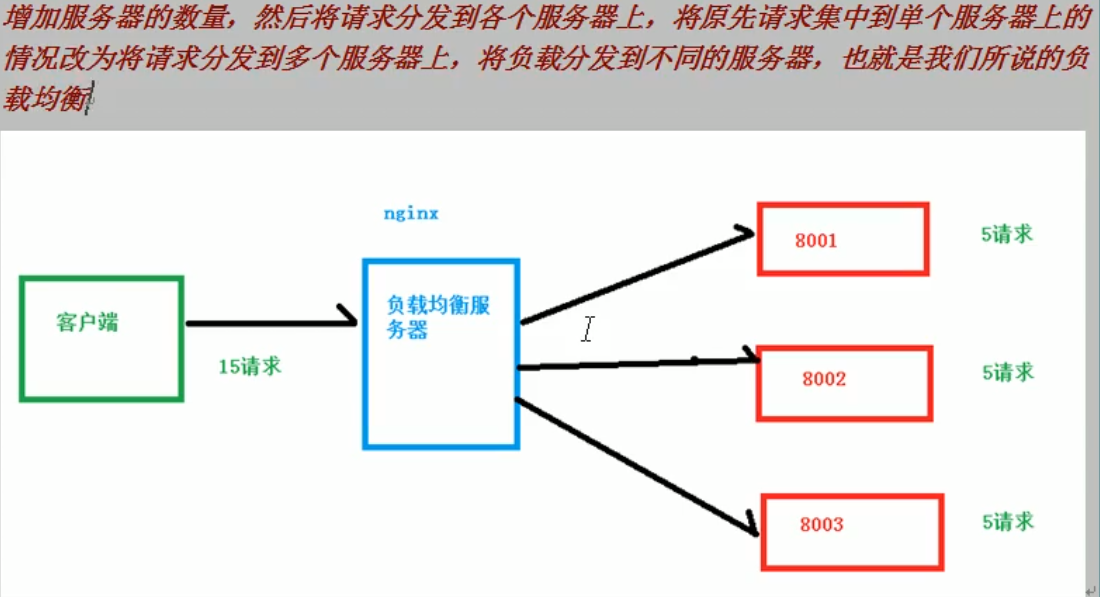 增加服务器的数量，然后将请求分发到各个服务器上，将原先请求集中到单个服务器上的
情况改为将请求分发到多个服务器上，将负载分发到不同的服务器，也就是我们所说的负
载均衡
nginx
8001
5请求
客户端
负载均衡服
务器
15请求
8002
5请求
8003
5请求